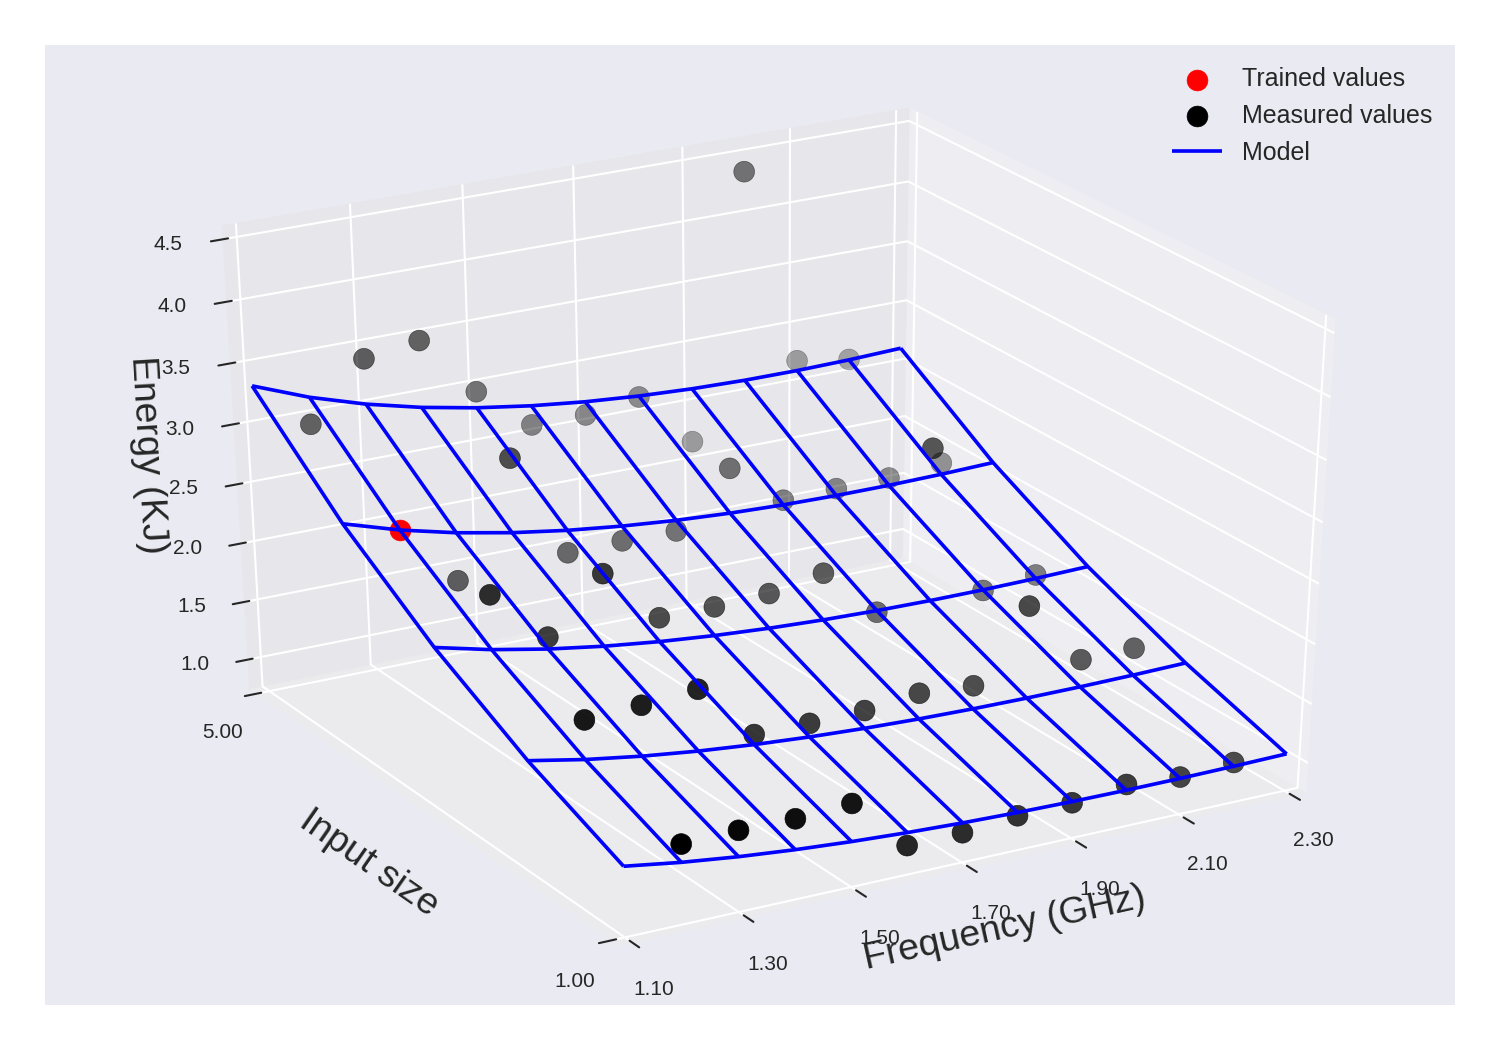 Trained values
Measured values
Model
4.5
4.0
3.5
3.0
2.5
2.0
1.5
1.0
Energy (KJ)
5.00
1.00
Input size
1.10
1.30
1.50
1.70
1.90
2.10
2.30
Frequency (GHz)